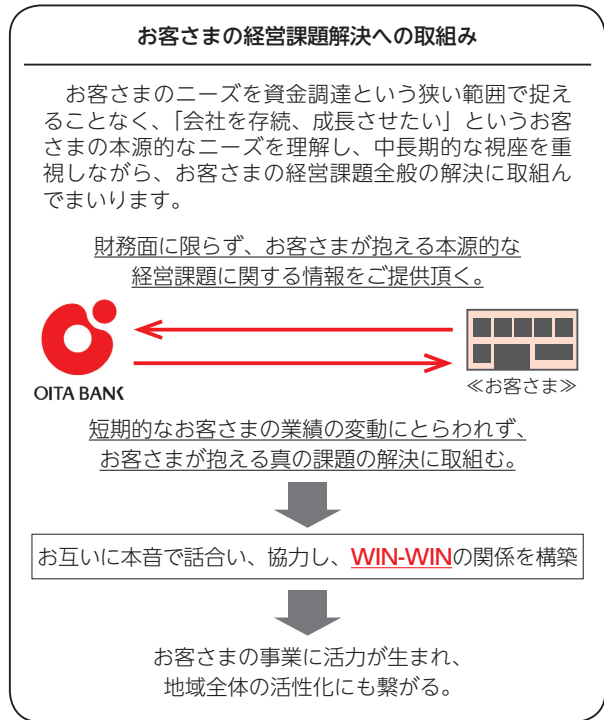 お客さまの経営課題解決への取組み
お客さまのニーズを資金調達という狭い範囲で捉え
ることなく、「会社を存続、成長させたい」というお客
さまの本源的なニーズを理解し、中長期的な視座を重
視しながら、お客さまの経営課題全般の解決に取組ん
でまいります。
財務面に限らず、お客さまが抱える本源的な
経営課題に関する情報をご提供頂く。
OITA BANK
≪お客さま≫
短期的なお客さまの業績の変動にとらわれず、
お客さまが抱える真の課題の解決に取組む。
お互いに本音で話合い、協力し、WIN-WINの関係を構築
お客さまの事業に活力が生まれ、
地域全体の活性化にも繋がる。